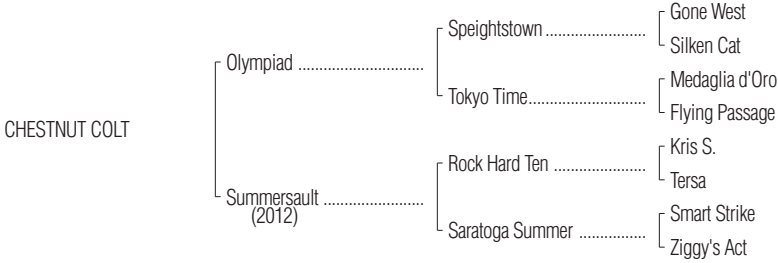 Gone West
Speightstown ........................
Silken Cat
Olympiad ..............................
Medaglia d'Oro
Tokyo Time............................
Flying Passage
CHESTNUT COLT
Kris S.
Rock Hard Ten ......................
Tersa
Summersault ........................
(2012)
Smart Strike
Saratoga Summer ................
Ziggy's Act